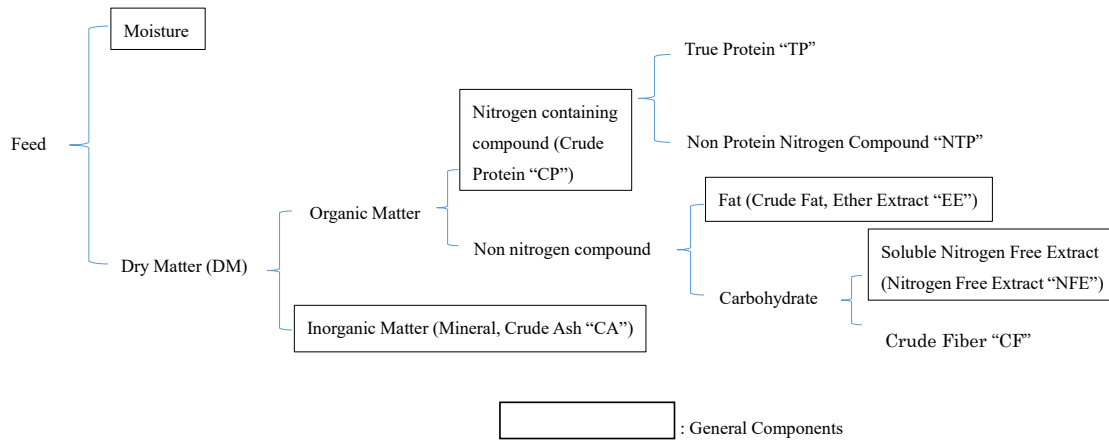 Moisture
True Protein “TP”
Nitrogen containing
compound (Crude
Protein “CP”)
Feed
Non Protein Nitrogen Compound “NTP”
Fat (Crude Fat, Ether Extract “EE”)
Organic Matter
Non nitrogen compound
Soluble Nitrogen Free Extract
(Nitrogen Free Extract “NFE”)
Dry Matter (DM)
Carbohydrate
Inorganic Matter (Mineral, Crude Ash “CA”)
Crude Fiber “CF”
: General Components